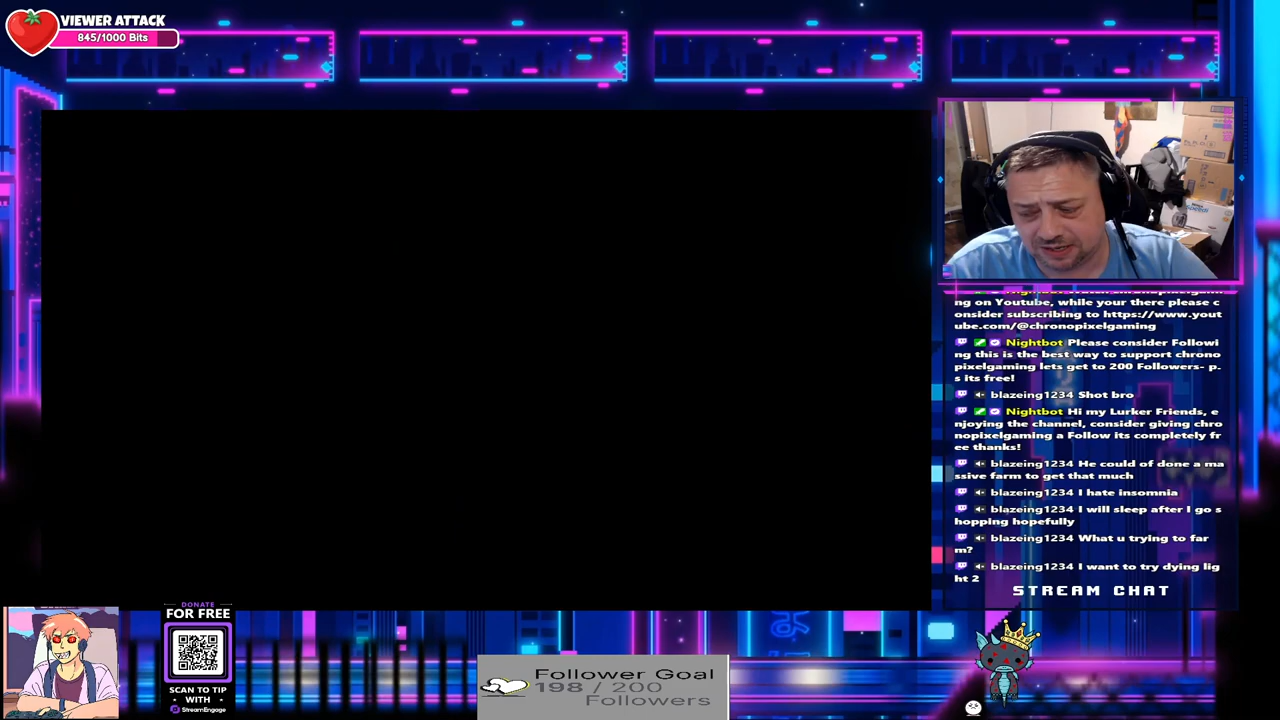 VIEWER ATTACK
845/1000 Bits
ng on Youtube, while your there please c
onsider subscribing to https://www.yout
ube.com/@chronopixelgaming
Nightbot Please consider Followi
ng this is the best way to support chrono
pixelgaming lets get to 200 Followers- p.
s its free!
blazeing1234 Shot bro
Nightbot Hi my Lurker Friends, e
njoying the channel, consider giving chr
onopixelgaming a Follow its completely fr
ee thanks!
blazeing1234 He could of done a ma
ssive farm to get that much
blazeing1234 I hate insomnia
blazeing1234 I will sleep after I go s
hopping hopefully
blazeing1234 What u trying to far
m?
blazeing1234 I want to try dying lig
ht 2
STREAM CHAT
DONATE
FOR FREE
SCAN TO TIP
WITH
StreamEngage
Follower Goal
198 / 200
Followers